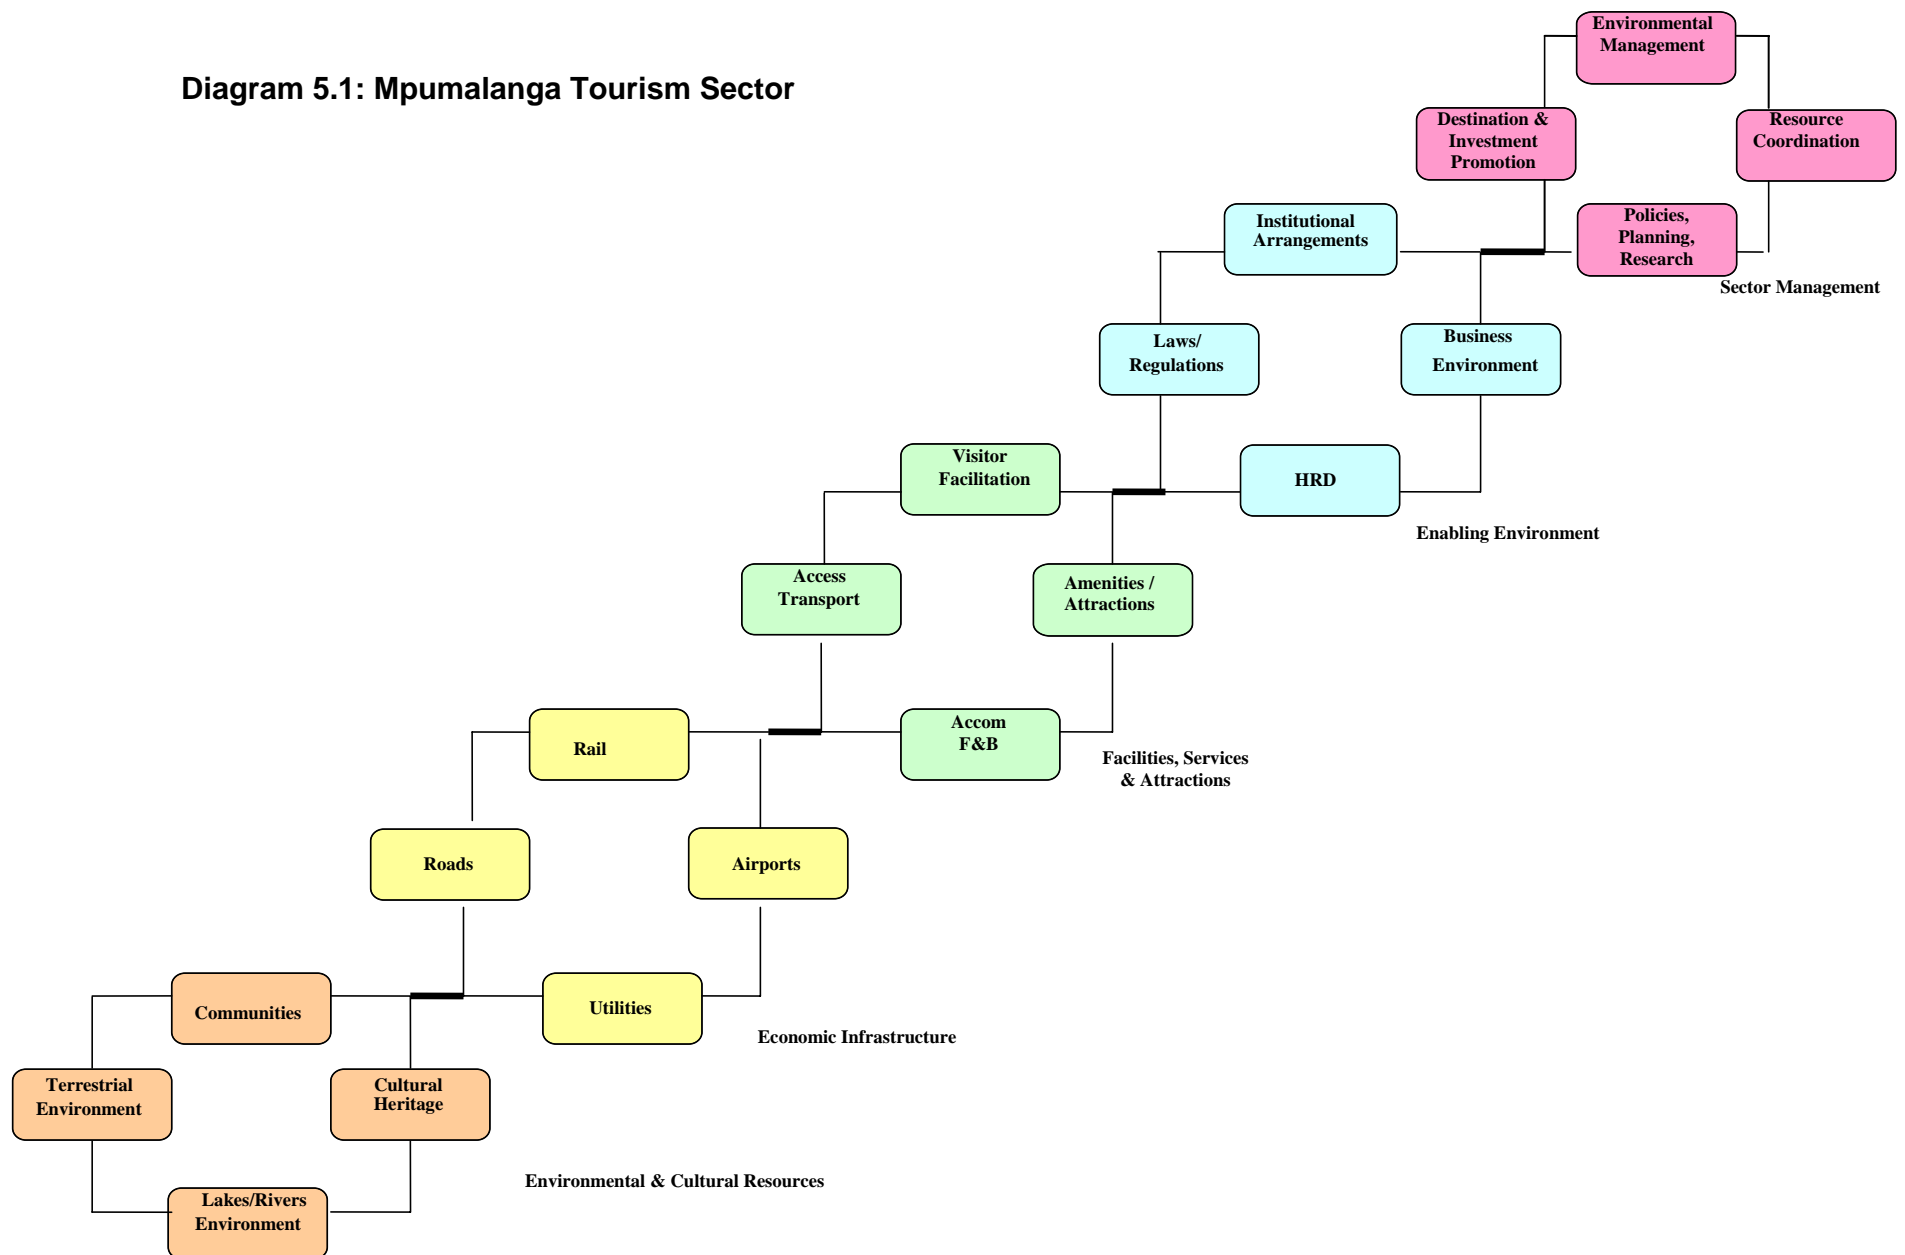 Environmental
Management
Diagram 5.1: Mpumalanga Tourism Sector
Destination &
Investment
Promotion
Resource
Coordination
Institutional
Arrangements
Policies,
Planning,
Research
Sector Management
Laws/
Regulations
Business
Environment
Visitor
Facilitation
HRD
Enabling Environment
Access
Transport
Amenities /
Attractions
Rail
Accom
F&B
Facilities, Services
& Attractions
Roads
Airports
Communities
Utilities
Economic Infrastructure
Terrestrial
Environment
Cultural
Heritage
Environmental & Cultural Resources
Lakes/Rivers
Environment